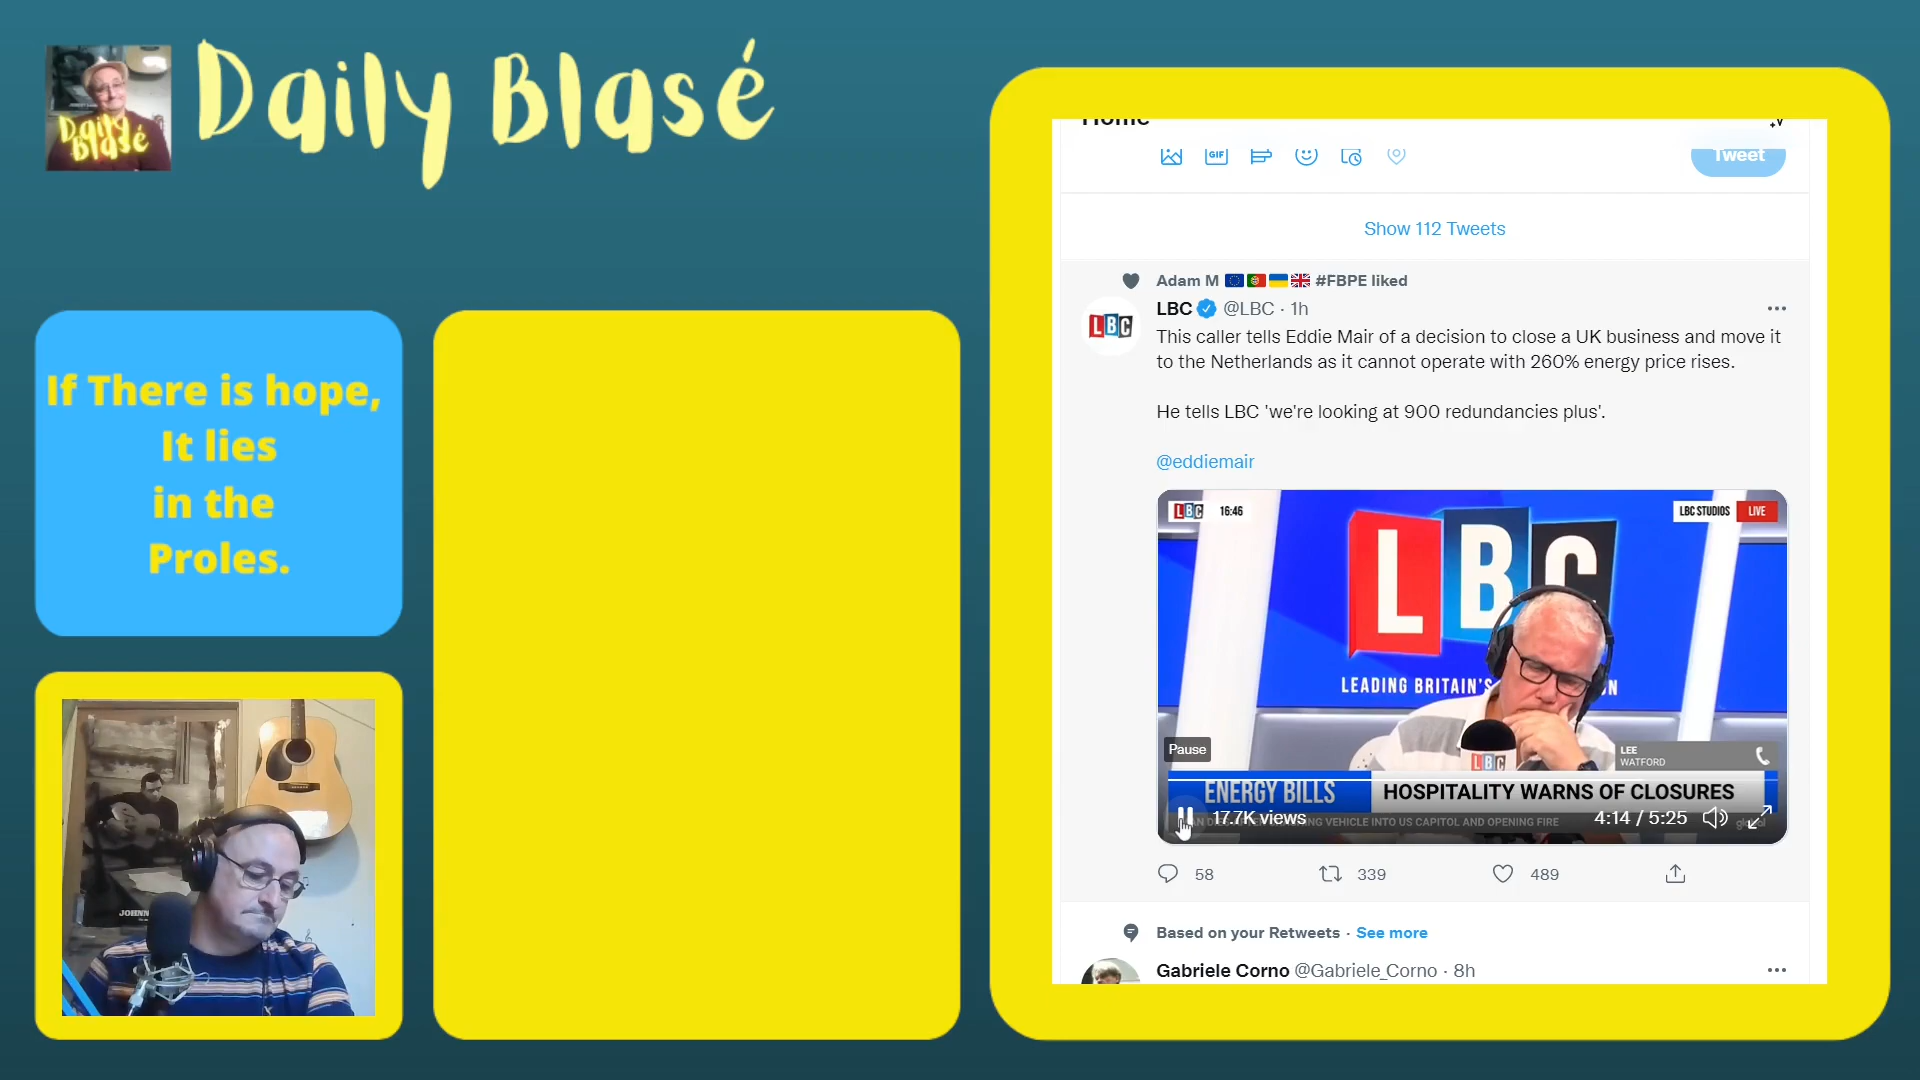 Daily Blasé
Daily
Blasé
If There is hope,
It lies
in the
Proles.
JOHNN
Home
GIF
Tweet
Show 112 Tweets
Adam M #FBPE liked
LBC @LBC · 1h
This caller tells Eddie Mair of a decision to close a UK business and move it
to the Netherlands as it cannot operate with 260% energy price rises.
He tells LBC 'we're looking at 900 redundancies plus'.
@eddiemair
LBC
LBC 16:46
LBC STUDIOS LIVE
LBC
LEADING BRITAIN'S
LEE
WATFORD
LBC
Pause
ENERGY BILLS
HOSPITALITY WARNS OF CLOSURES
17.7K views
VEHICLE INTO US CAPITOL AND OPENING FIRE
4:14 / 5:25
58 339 489
Based on your Retweets · See more
Gabriele Corno @Gabriele_Corno · 8h